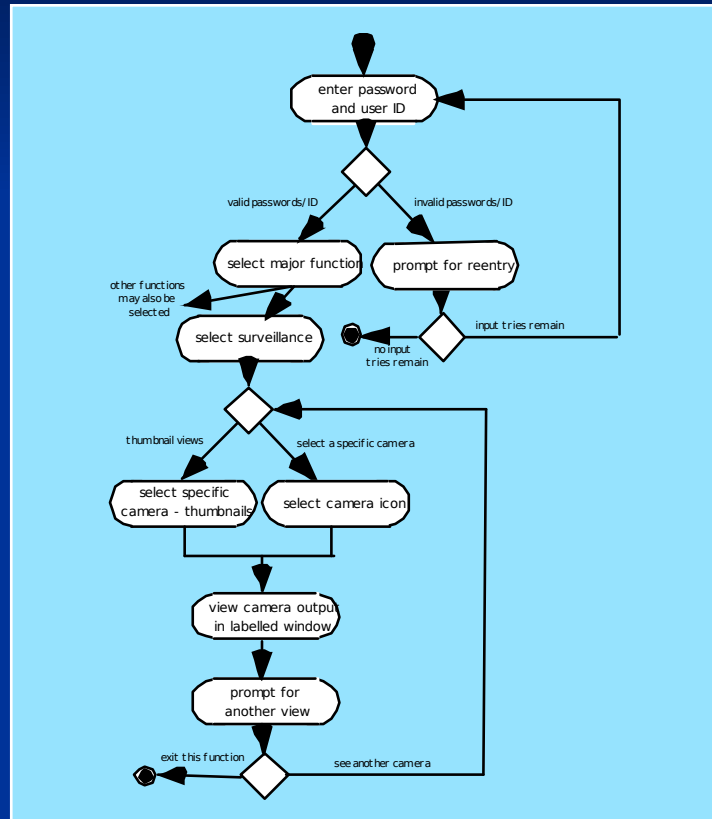 enter password
and user ID
valid passwords/ID
invalid passwords/ID
select major function
prompt for reentry
other functions
may also be
selected
select surveillance
input tries remain
no input
tries remain
thumbnail views
select a specific camera
select specific
camera - thumbnails
select camera icon
view camera output
in labelled window
prompt for
another view
exit this function
see another camera